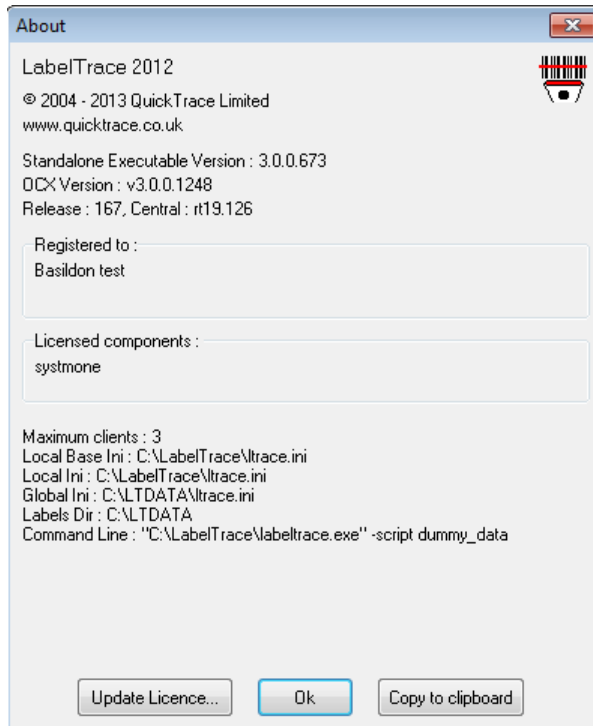 About
LabelTrace 2012
© 2004 - 2013 QuickTrace Limited
www.quicktrace.co.uk
Standalone Executable Version : 3.0.0.673
OCX Version : v3.0.0.1248
Release : 167, Central : rt19.126
Registered to :
Basildon test
Licensed components :
systmone
Maximum clients : 3
Local Base Ini : C:\LabelTrace\ltrace.ini
Local Ini : C:\LabelTrace\ltrace.ini
Global Ini : C:\LTDATA\ltrace.ini
Labels Dir : C:\LTDATA
Command Line : "C:\LabelTrace\labeltrace.exe" -script dummy_data
Update Licence... Ok Copy to clipboard